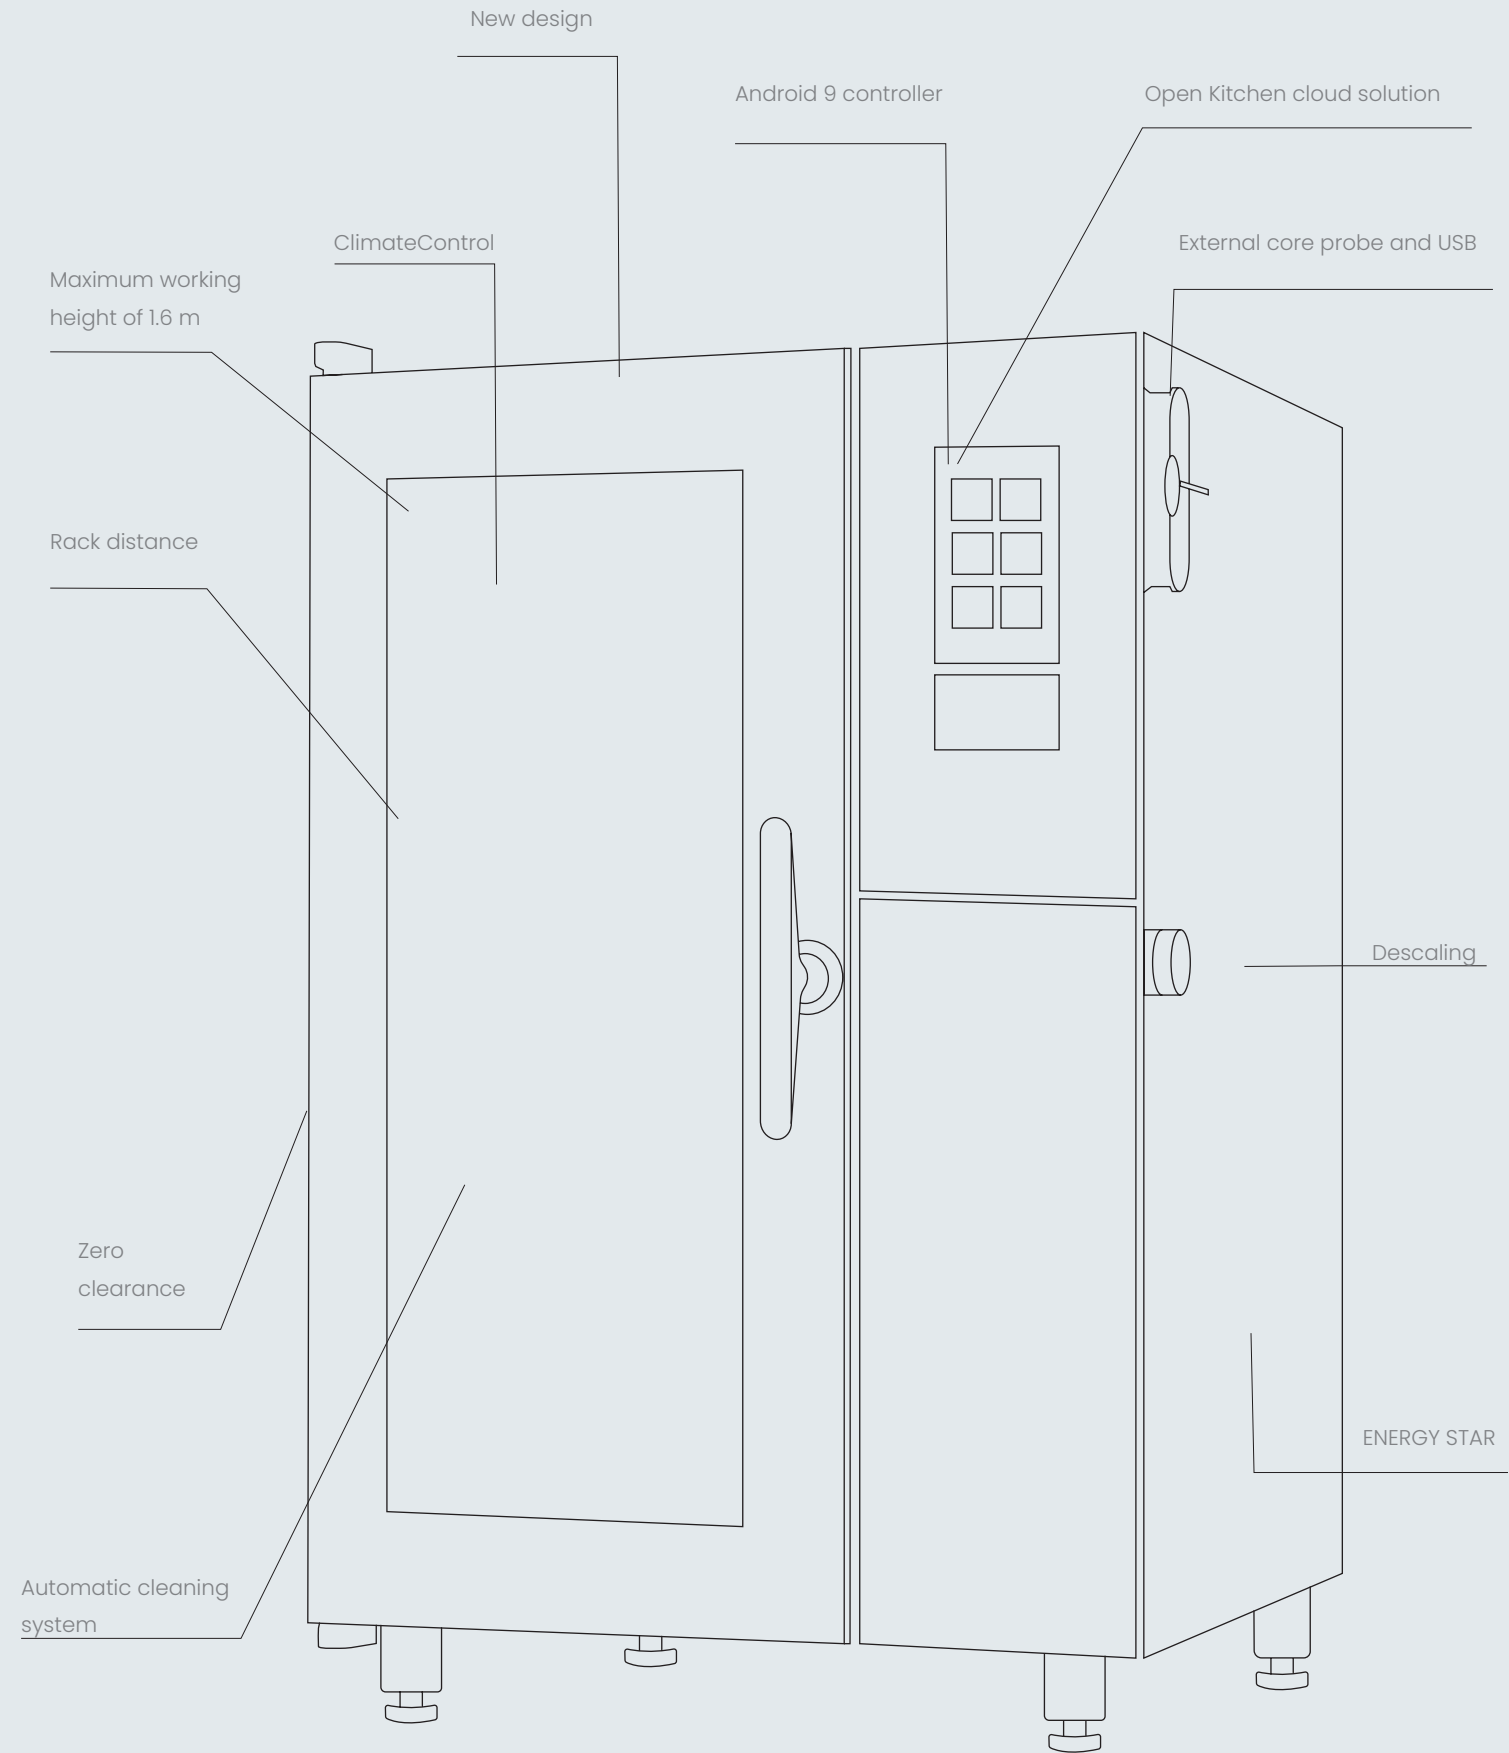 New design
Android 9 controller
Open Kitchen cloud solution
ClimateControl
External core probe and USB
Maximum working
height of 1.6 m
Rack distance
Descaling
Zero
clearance
ENERGY STAR
Automatic cleaning
system